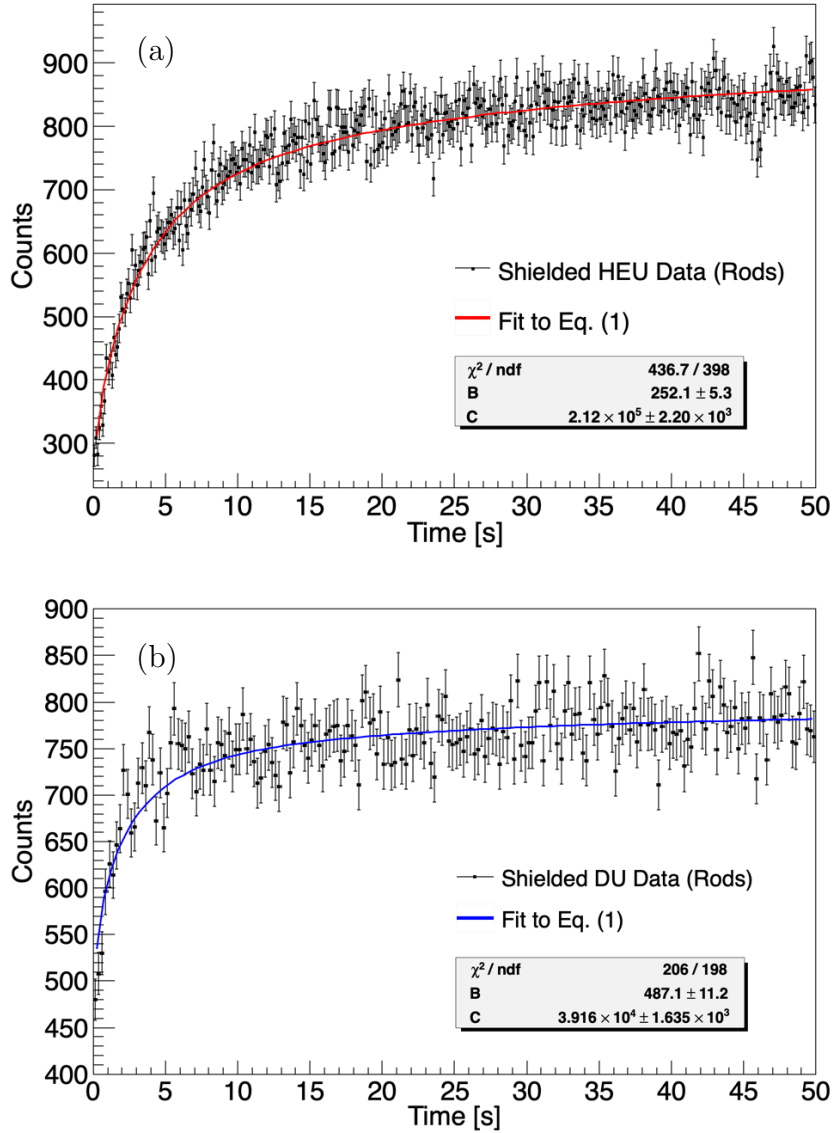 (a)
900
800
700
600
500
400
300
Counts
Shielded HEU Data (Rods)
Fit to Eq. (1)
χ² / ndf 436.7 / 398
B 252.1 ± 5.3
C 2.12 × 10⁵ ± 2.20 × 10³
0 5 10 15 20 25 30 35 40 45 50
Time [s]
(b)
900
850
800
750
700
650
600
550
500
450
400
Counts
Shielded DU Data (Rods)
Fit to Eq. (1)
χ² / ndf 206 / 198
B 487.1 ± 11.2
C 3.916 × 10⁴ ± 1.635 × 10³
0 5 10 15 20 25 30 35 40 45 50
Time [s]